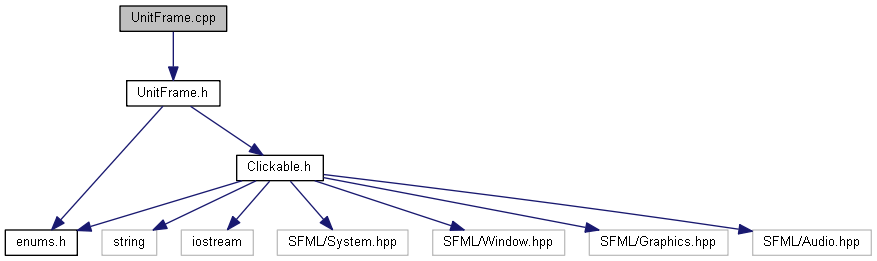 UnitFrame.cpp
UnitFrame.h
Clickable.h
enums.h
string
iostream
SFML/System.hpp
SFML/Window.hpp
SFML/Graphics.hpp
SFML/Audio.hpp